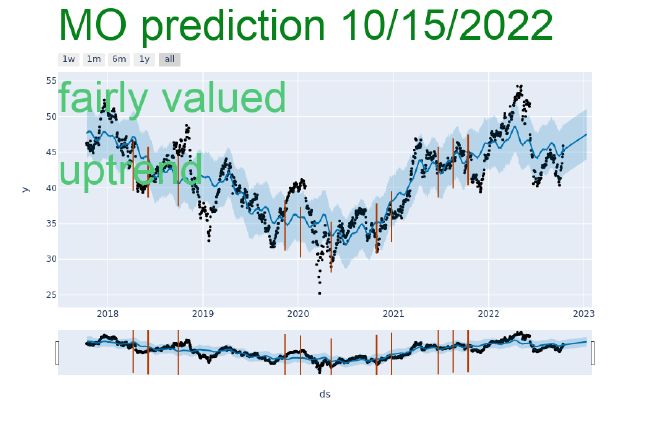 MO prediction 10/15/2022
1w 1m 6m 1y all
fairly valued
uptrend
55
50
45
40
35
30
25
y
2018 2019 2020 2021 2022 2023
ds